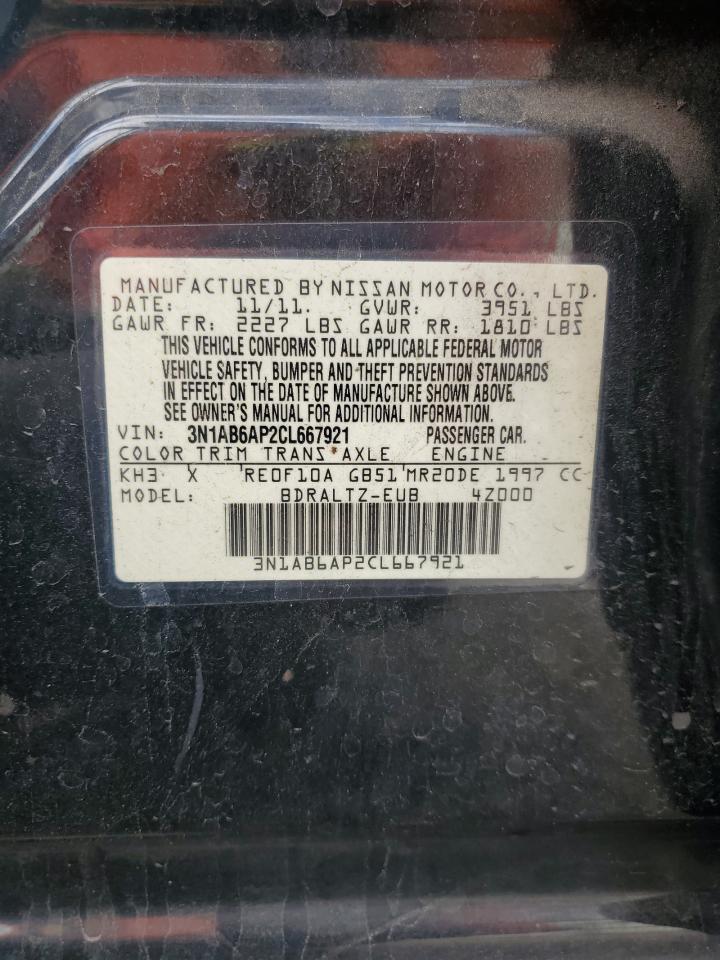 MANUFACTURED BY NISSAN MOTOR CO., LTD.
DATE: 11/11. GVWR: 3951 LBS
GAWR FR: 2227 LBS GAWR RR: 1810 LBS
THIS VEHICLE CONFORMS TO ALL APPLICABLE FEDERAL MOTOR
VEHICLE SAFETY, BUMPER AND THEFT PREVENTION STANDARDS
IN EFFECT ON THE DATE OF MANUFACTURE SHOWN ABOVE.
SEE OWNER'S MANUAL FOR ADDITIONAL INFORMATION.
VIN: 3N1AB6AP2CL667921 PASSENGER CAR.
COLOR TRIM TRANS AXLE ENGINE
KH3 X RE0F10A GB51 MR20DE 1997 CC
MODEL: BDRALTZ-EUB 4Z000
3N1AB6AP2CL667921